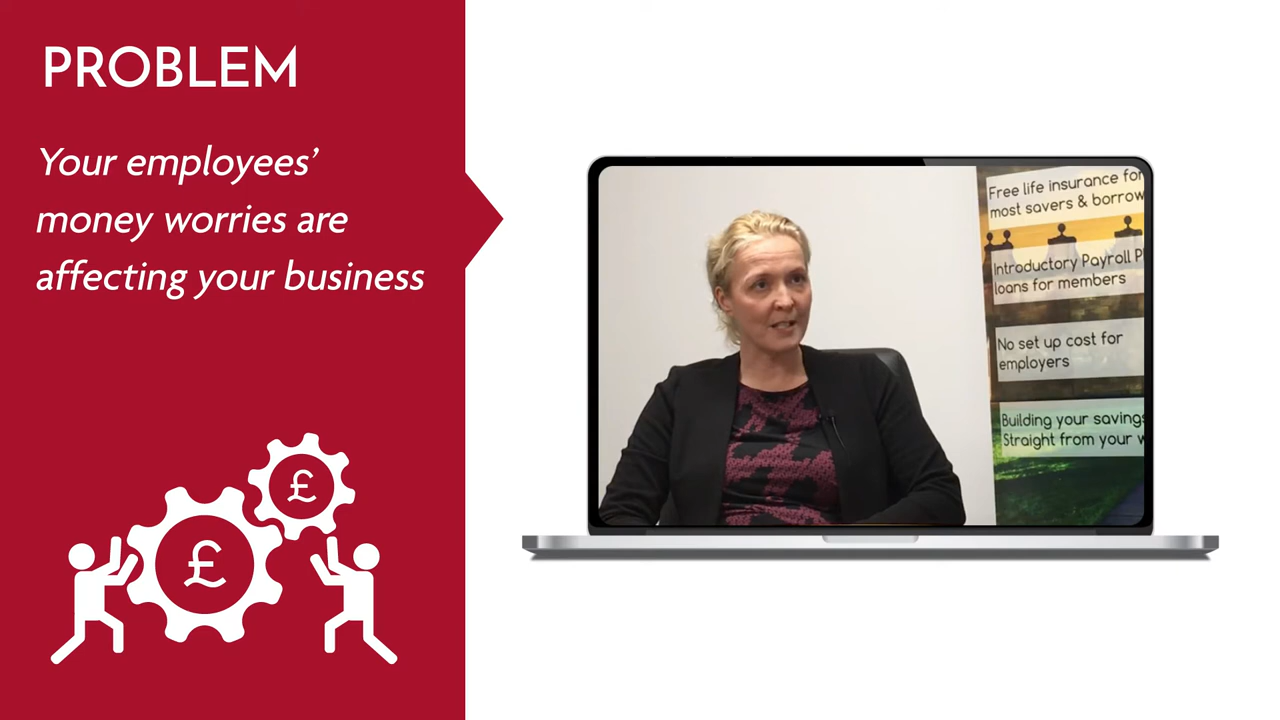 PROBLEM
Your employees’
money worries are
affecting your business
£
£
Free life insurance for
most savers & borrow
Introductory Payroll P
loans for members
No set up cost for
employers
Building your savings
Straight from your w